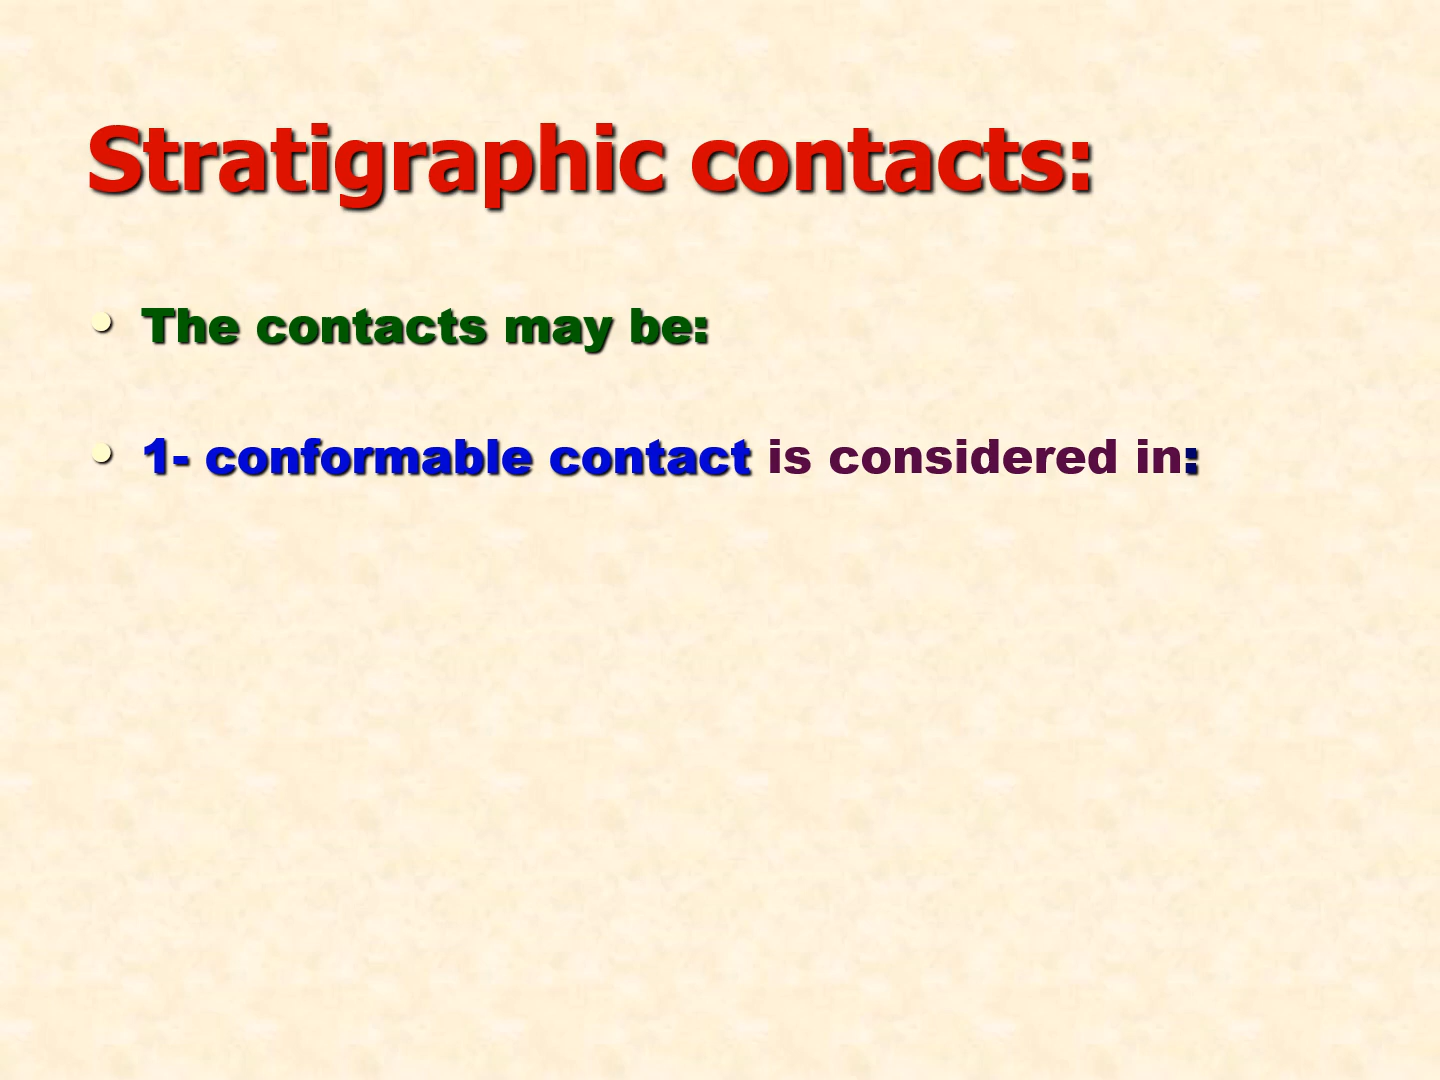 Stratigraphic contacts:
• The contacts may be:
• 1- conformable contact is considered in: